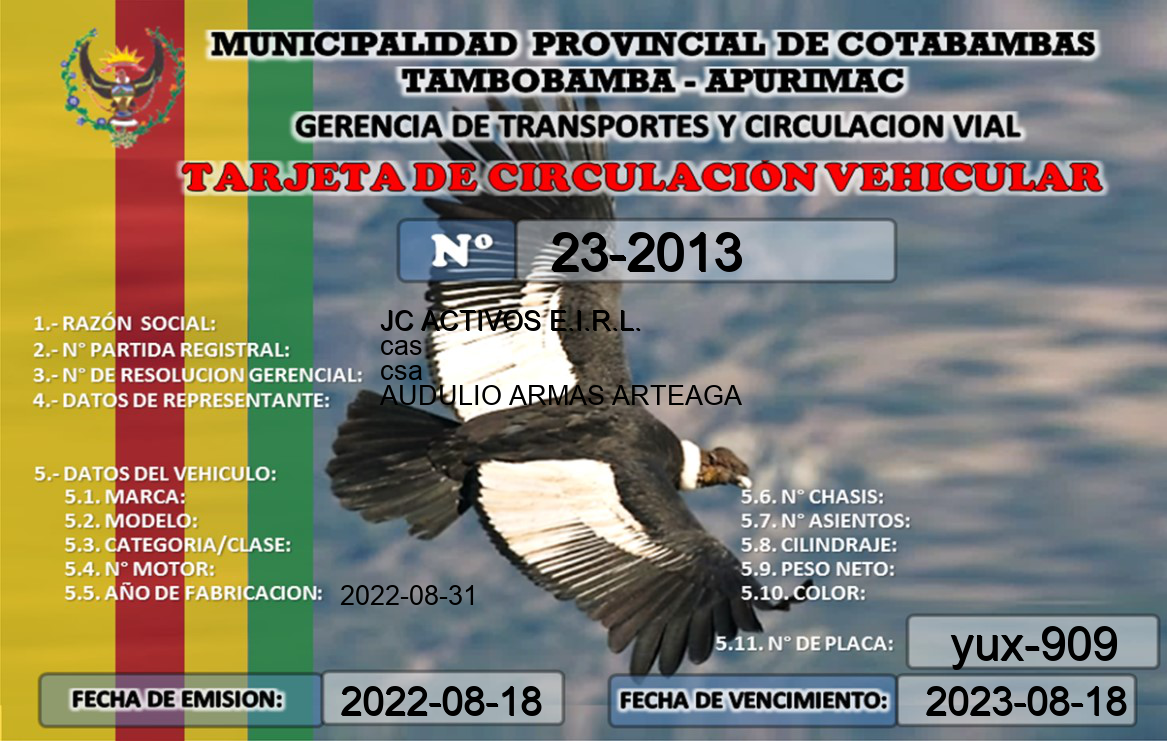 MUNICIPALIDAD PROVINCIAL DE COTABAMBAS
TAMBOBAMBA - APURIMAC
GERENCIA DE TRANSPORTES Y CIRCULACION VIAL
TARJETA DE CIRCULACIÓN VEHICULAR
Nº 23-2013
1.- RAZÓN SOCIAL: JC ACTIVOS E.I.R.L.
2.- N° PARTIDA REGISTRAL: cas
3.- N° DE RESOLUCION GERENCIAL: csa
4.- DATOS DE REPRESENTANTE: AUDULIO ARMAS ARTEAGA
5.- DATOS DEL VEHICULO:
5.1. MARCA:
5.2. MODELO:
5.3. CATEGORIA/CLASE:
5.4. N° MOTOR:
5.5. AÑO DE FABRICACION: 2022-08-31
5.6. N° CHASIS:
5.7. N° ASIENTOS:
5.8. CILINDRAJE:
5.9. PESO NETO:
5.10. COLOR:
5.11. N° DE PLACA: yux-909
FECHA DE EMISION: 2022-08-18
FECHA DE VENCIMIENTO: 2023-08-18